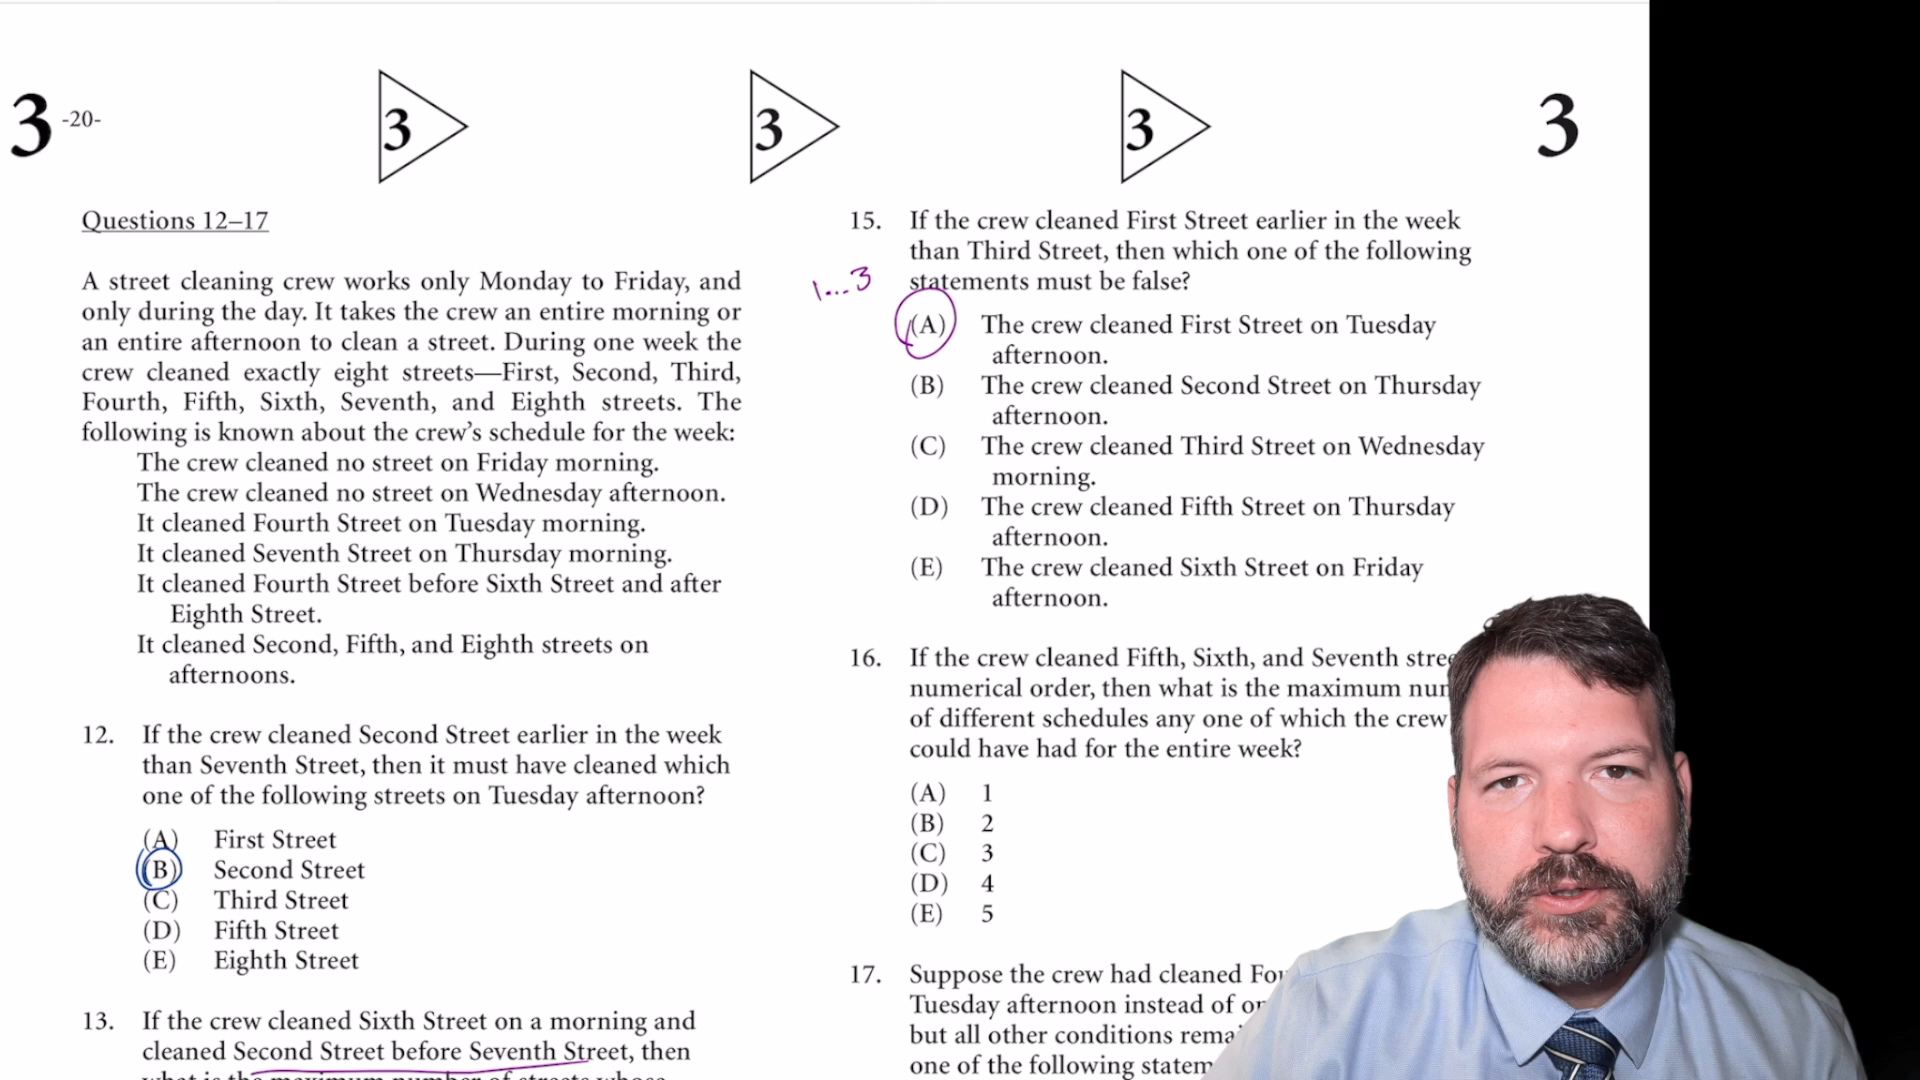 3 -20- 3 3 3 3
Questions 12–17
A street cleaning crew works only Monday to Friday, and
only during the day. It takes the crew an entire morning or
an entire afternoon to clean a street. During one week the
crew cleaned exactly eight streets—First, Second, Third,
Fourth, Fifth, Sixth, Seventh, and Eighth streets. The
following is known about the crew's schedule for the week:
The crew cleaned no street on Friday morning.
The crew cleaned no street on Wednesday afternoon.
It cleaned Fourth Street on Tuesday morning.
It cleaned Seventh Street on Thursday morning.
It cleaned Fourth Street before Sixth Street and after
Eighth Street.
It cleaned Second, Fifth, and Eighth streets on
afternoons.
12. If the crew cleaned Second Street earlier in the week
than Seventh Street, then it must have cleaned which
one of the following streets on Tuesday afternoon?
(A) First Street
(B) Second Street
(C) Third Street
(D) Fifth Street
(E) Eighth Street
13. If the crew cleaned Sixth Street on a morning and
cleaned Second Street before Seventh Street, then
what is the maximum number of streets whose
15. If the crew cleaned First Street earlier in the week
than Third Street, then which one of the following
1...3 statements must be false?
(A) The crew cleaned First Street on Tuesday
afternoon.
(B) The crew cleaned Second Street on Thursday
afternoon.
(C) The crew cleaned Third Street on Wednesday
morning.
(D) The crew cleaned Fifth Street on Thursday
afternoon.
(E) The crew cleaned Sixth Street on Friday
afternoon.
16. If the crew cleaned Fifth, Sixth, and Seventh stree
numerical order, then what is the maximum num
of different schedules any one of which the crew
could have had for the entire week?
(A) 1
(B) 2
(C) 3
(D) 4
(E) 5
17. Suppose the crew had cleaned Fou
Tuesday afternoon instead of on
but all other conditions rema
one of the following statem